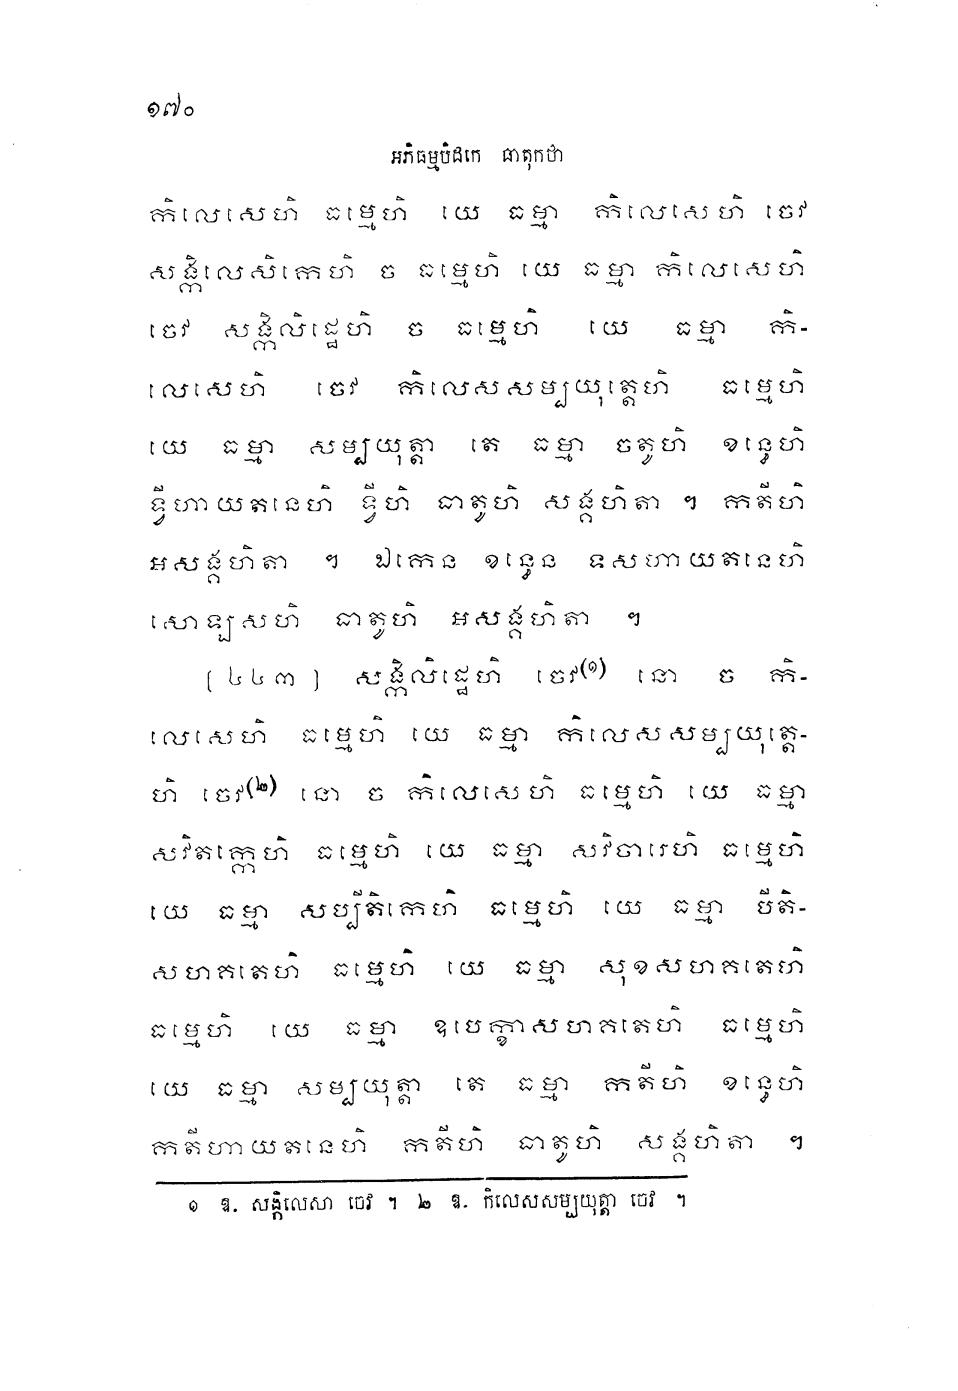 ១៧០
អភិធម្មបិដកេ ធាតុកថា
កិលេសេហិ ធម្មេហិ យេ ធម្មា កិលេសេហិ ចេវ
សង្កិលេសិកេហិ ច ធម្មេហិ យេ ធម្មា កិលេសេហិ
ចេវ សង្កិលិដ្ឋេហិ ច ធម្មេហិ យេ ធម្មា កិ-
លេសេហិ ចេវ កិលេសសម្បយុត្តេហិ ធម្មេហិ
យេ ធម្មា សម្បយុត្តា តេ ធម្មា ចតូហិ ខន្ធេហិ
ទ្វីហាយតនេហិ ទ្វីហិ ធាតូហិ សង្គហិតា ។ កតីហិ
អសង្គហិតា ។ ឯកេន ខន្ធេន ទសហាយតនេហិ
សោឡសហិ ធាតូហិ អសង្គហិតា ។
[៤៤៣] សង្កិលិដ្ឋេហិ ចេវ(១) នោ ច កិ-
លេសេហិ ធម្មេហិ យេ ធម្មា កិលេសសម្បយុត្តេ-
ហិ ចេវ(២) នោ ច កិលេសេហិ ធម្មេហិ យេ ធម្មា
សវិតក្កេហិ ធម្មេហិ យេ ធម្មា សវិចារេហិ ធម្មេហិ
យេ ធម្មា សប្បីតិកេហិ ធម្មេហិ យេ ធម្មា បីតិ-
សហគតេហិ ធម្មេហិ យេ ធម្មា សុខសហគតេហិ
ធម្មេហិ យេ ធម្មា ឧបេក្ខាសហគតេហិ ធម្មេហិ
យេ ធម្មា សម្បយុត្តា តេ ធម្មា កតីហិ ខន្ធេហិ
កតីហាយតនេហិ កតីហិ ធាតូហិ សង្គហិតា ។
១ ឱ. សង្កិលេសា ចេវ ។ ២ ឱ. កិលេសសម្បយុត្តា ចេវ ។